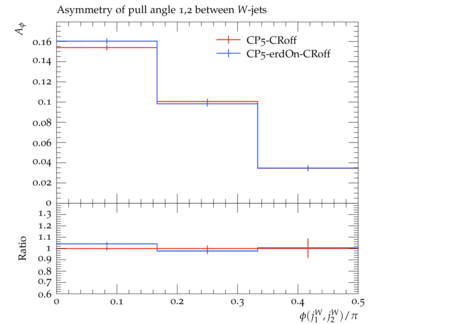 Asymmetry of pull angle 1,2 between W-jets
A_ϕ
CP5-CRoff
CP5-erdOn-CRoff
0.16
0.14
0.12
0.1
0.08
0.06
0.04
0.02
0
Ratio
1.3
1.2
1.1
1
0.9
0.8
0.7
0.6
0 0.1 0.2 0.3 0.4 0.5
ϕ(j₁ᵂ, j₂ᵂ)/π